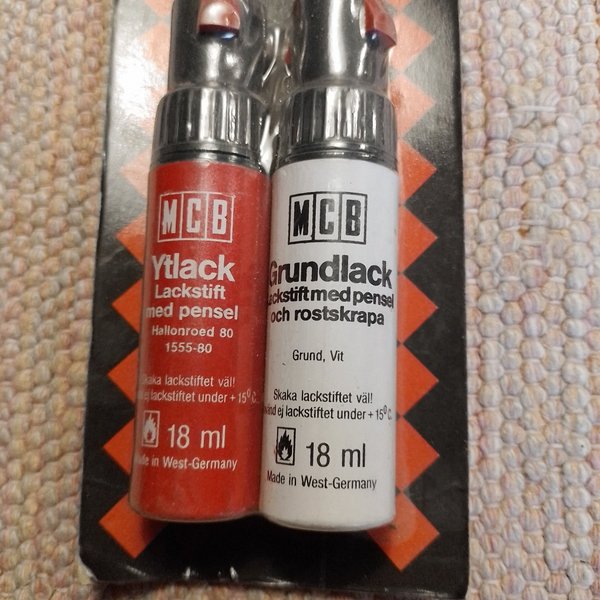 MCB
Ytlack
Lackstift
med pensel
Hallonroed 80
1555-80
Skaka lackstiftet väl!
ej lackstiftet under +15°C.
18 ml
Made in West-Germany
MCB
Grundlack
Lackstift med pensel
och rostskrapa
Grund, Vit
Skaka lackstiftet väl!
ej lackstiftet under +15°C.
18 ml
Made in West-Germany